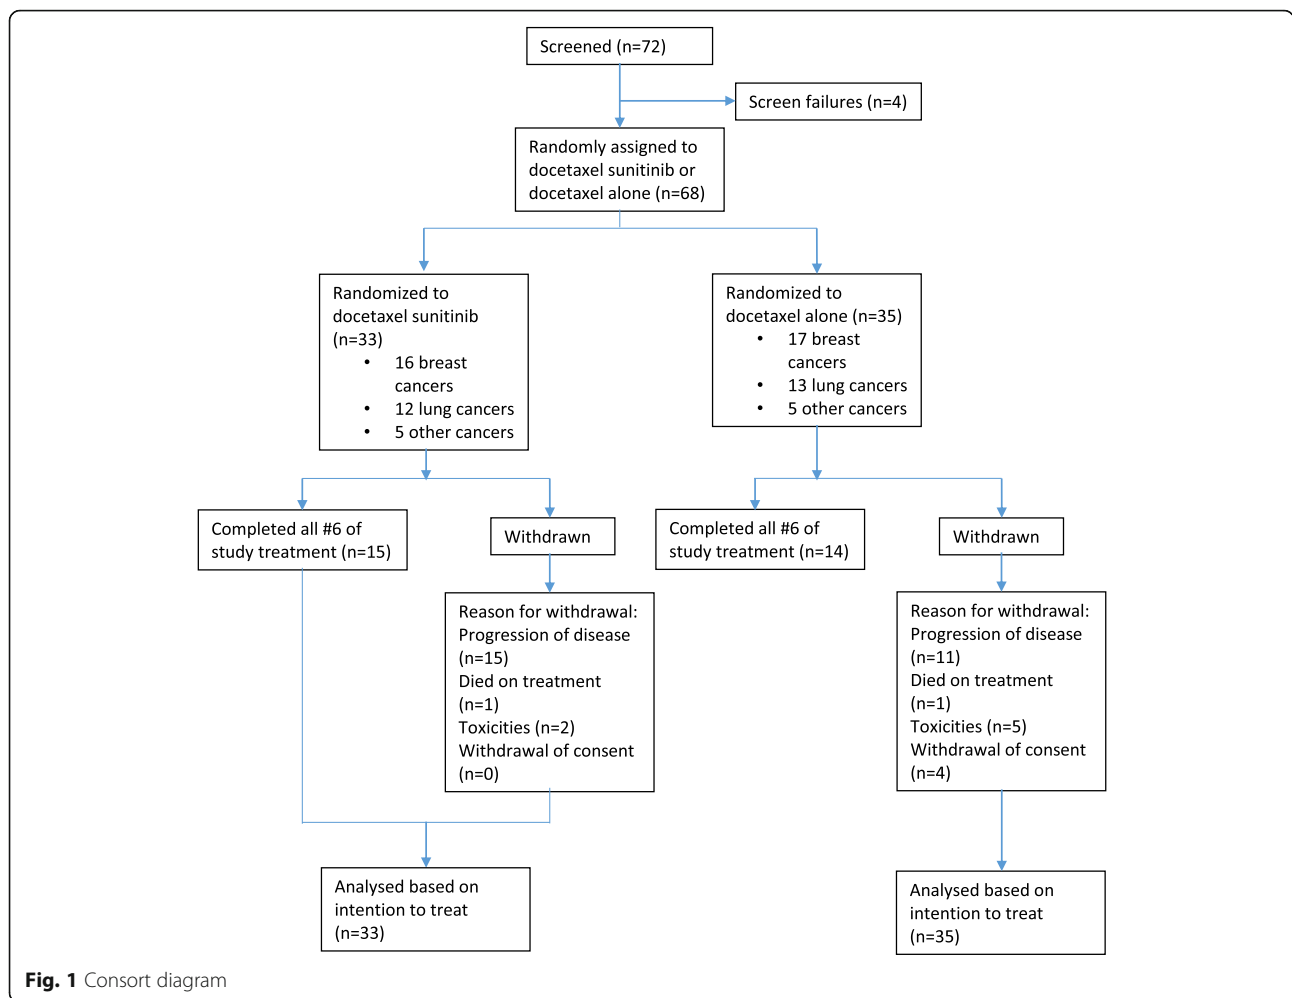 Screened (n=72)
Screen failures (n=4)
Randomly assigned to
docetaxel sunitinib or
docetaxel alone (n=68)
Randomized to
docetaxel sunitinib
(n=33)
• 16 breast
cancers
• 12 lung cancers
• 5 other cancers
Randomized to
docetaxel alone (n=35)
• 17 breast
cancers
• 13 lung cancers
• 5 other cancers
Completed all #6 of
study treatment (n=15)
Withdrawn
Completed all #6 of
study treatment (n=14)
Withdrawn
Reason for withdrawal:
Progression of disease
(n=15)
Died on treatment
(n=1)
Toxicities (n=2)
Withdrawal of consent
(n=0)
Reason for withdrawal:
Progression of disease
(n=11)
Died on treatment
(n=1)
Toxicities (n=5)
Withdrawal of consent
(n=4)
Analysed based on
intention to treat
(n=33)
Analysed based on
intention to treat
(n=35)
Fig. 1 Consort diagram